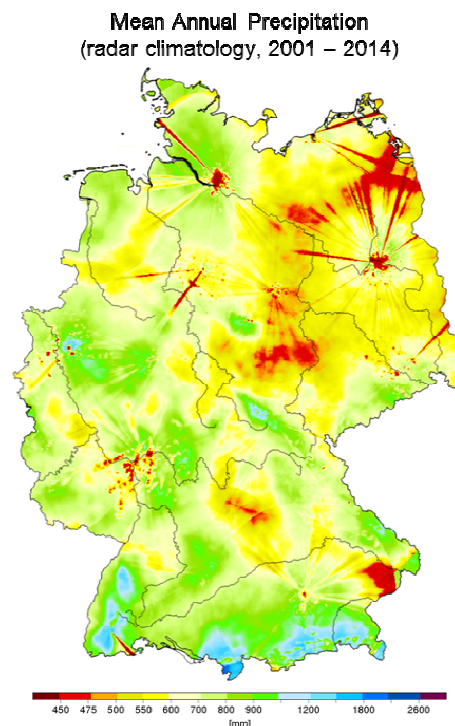 Mean Annual Precipitation
(radar climatology, 2001 – 2014)
450 475 500 550 600 700 800 900 1200 1800 2600
[mm]